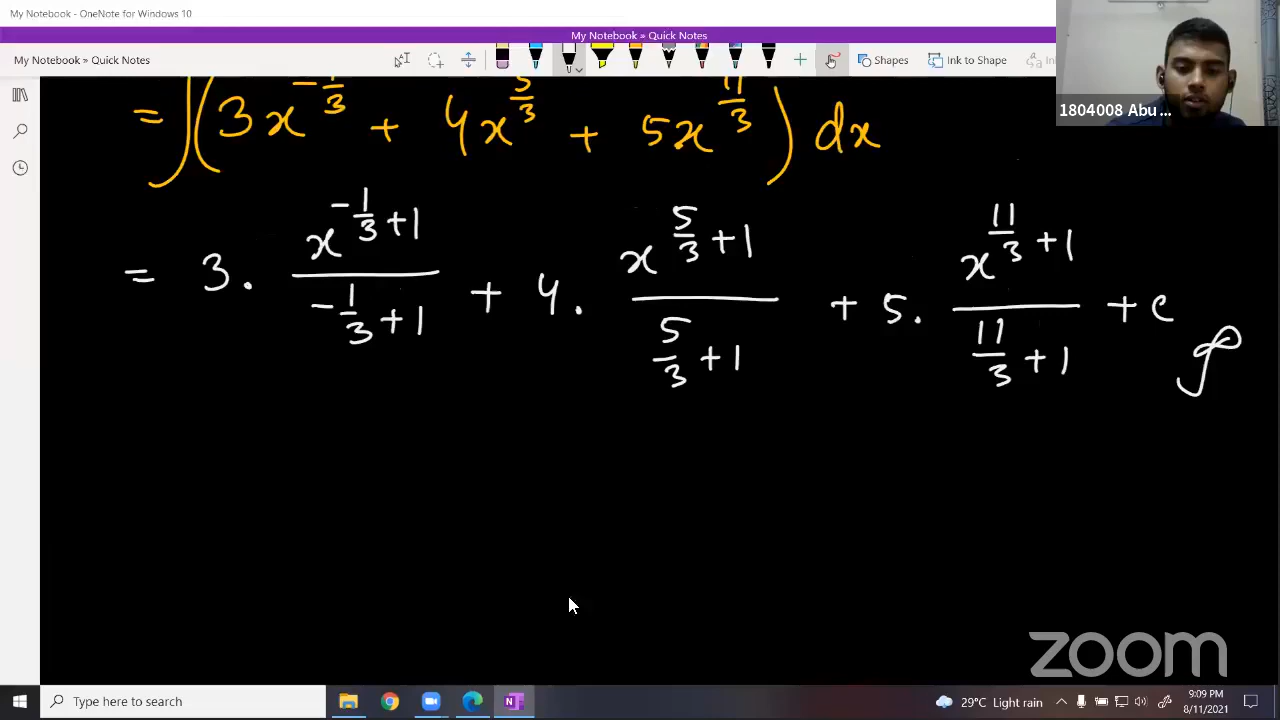 My Notebook - OneNote for Windows 10
My Notebook » Quick Notes
My Notebook » Quick Notes
Shapes
Ink to Shape
1804008 Abu ...
= ∫(3x^{-1/3} + 4x^{5/3} + 5x^{11/3}) dx
= 3. \frac{x^{-1/3+1}}{-1/3+1} + 4. \frac{x^{5/3+1}}{5/3+1} + 5. \frac{x^{11/3+1}}{11/3+1} + c
zoom
Type here to search
29°C Light rain
9:09 PM
8/11/2021